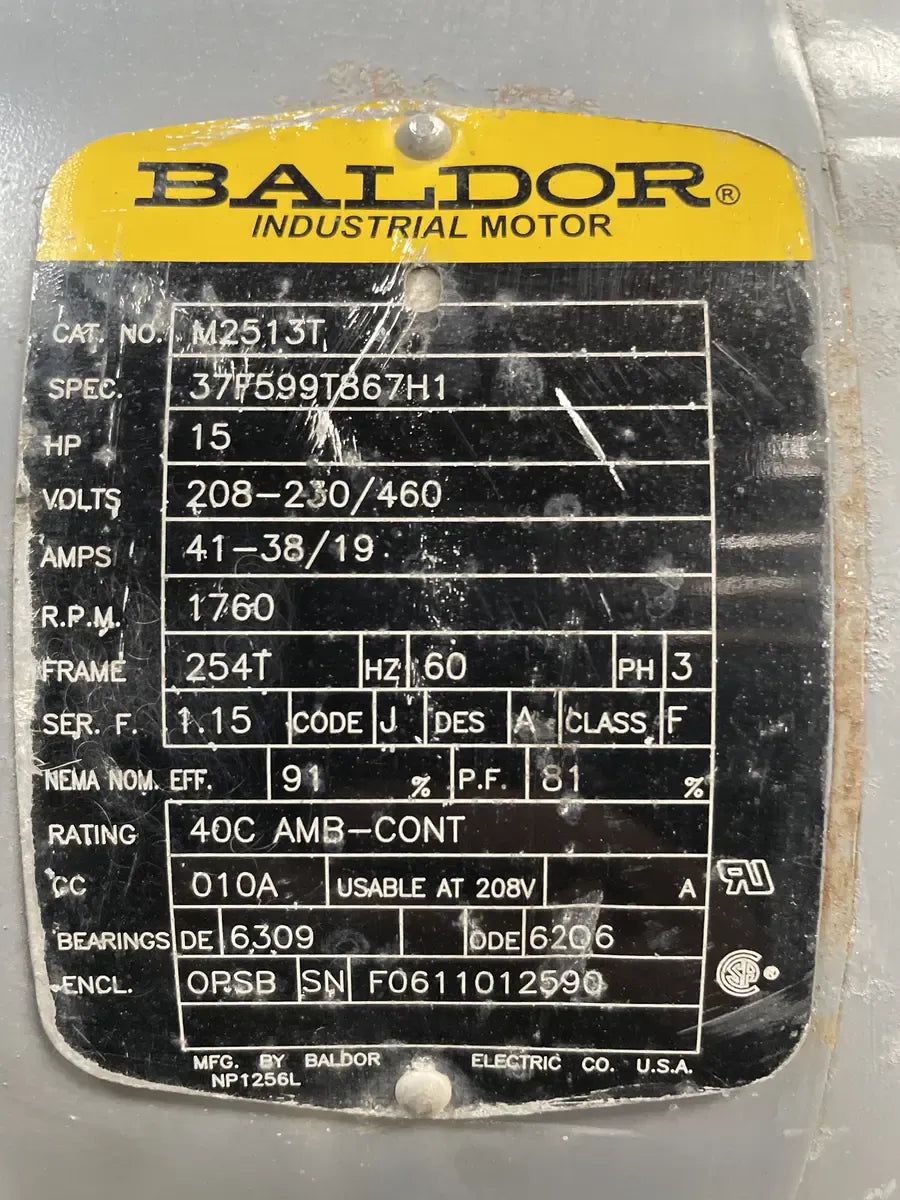 BALDOR®
INDUSTRIAL MOTOR
CAT. NO. M2513T
SPEC. 37F599T867H1
HP 15
VOLTS 208-230/460
AMPS 41-38/19
R.P.M. 1760
FRAME 254T HZ 60 PH 3
SER. F. 1.15 CODE J DES A CLASS F
NEMA NOM. EFF. 91 % P.F. 81 %
RATING 40C AMB-CONT
CC 010A USABLE AT 208V A
BEARINGS DE 6309 ODE 6206
ENCL. OPSB SN F0611012590
MFG. BY BALDOR ELECTRIC CO. U.S.A.
NP1256L